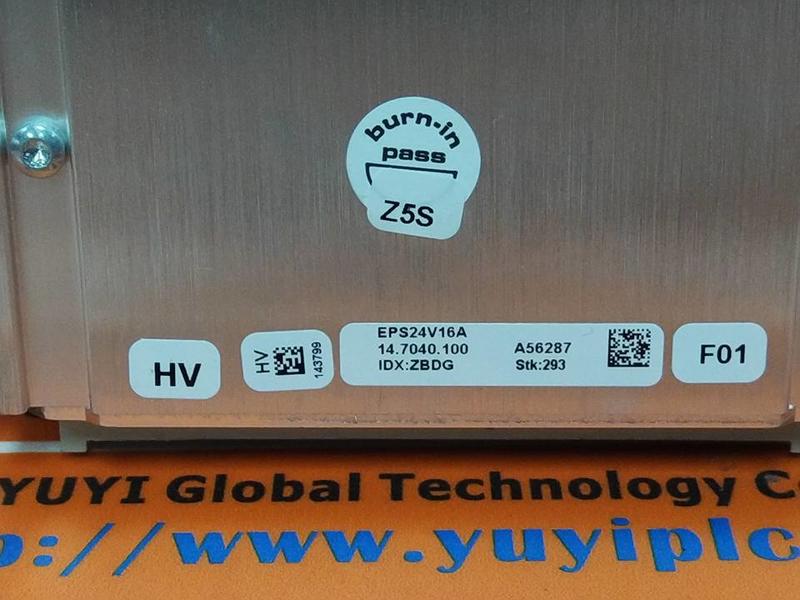 burn-in
pass
Z5S
HV
HV
143799
EPS24V16A
14.7040.100
IDX:ZBDG
A56287
Stk:293
F01
YUYI Global Technology C
p://www.yuyiplc